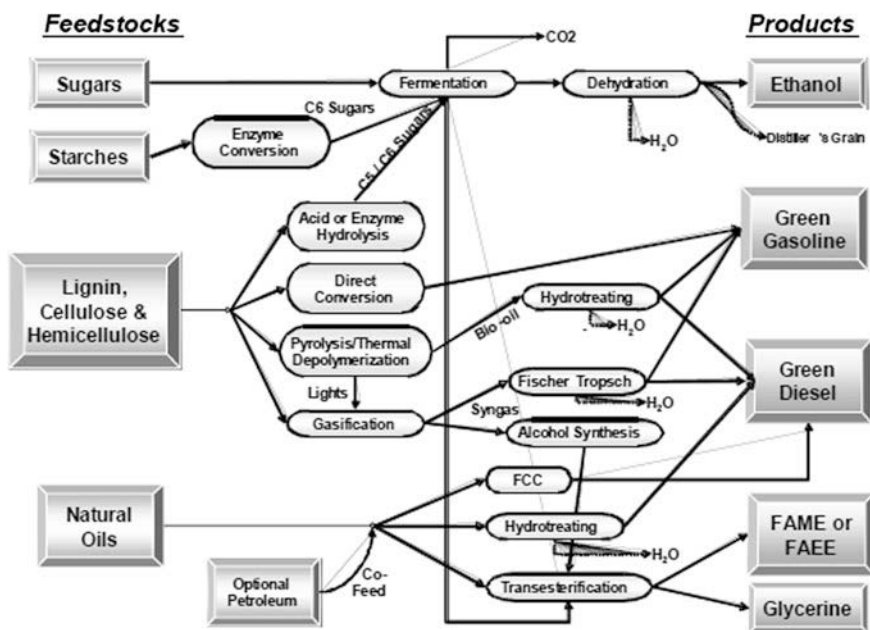 Feedstocks
Products
CO2
Sugars
Fermentation
Dehydration
Ethanol
C6 Sugars
Starches
Enzyme
Conversion
H2O
Distiller 's Grain
C5 / C6 Sugars
Acid or Enzyme
Hydrolysis
Green
Gasoline
Lignin,
Cellulose &
Hemicellulose
Direct
Conversion
Hydrotreating
Bio -oil
H2O
Pyrolysis/Thermal
Depolymerization
Lights
Fischer Tropsch
Green
Diesel
H2O
Syngas
Gasification
Alcohol Synthesis
FCC
Natural
Oils
Hydrotreating
FAME or
FAEE
H2O
Co-
Feed
Optional
Petroleum
Transesterification
Glycerine